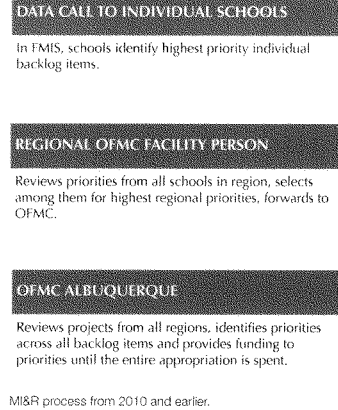 DATA CALL TO INDIVIDUAL SCHOOLS
In FMIS, schools identify highest priority individual
backlog items.
REGIONAL OFMC FACILITY PERSON
Reviews priorities from all schools in region, selects
among them for highest regional priorities, forwards to
OFMC.
OFMC ALBUQUERQUE
Reviews projects from all regions, identifies priorities
across all backlog items and provides funding to
priorities until the entire appropriation is spent.
MI&R process from 2010 and earlier.